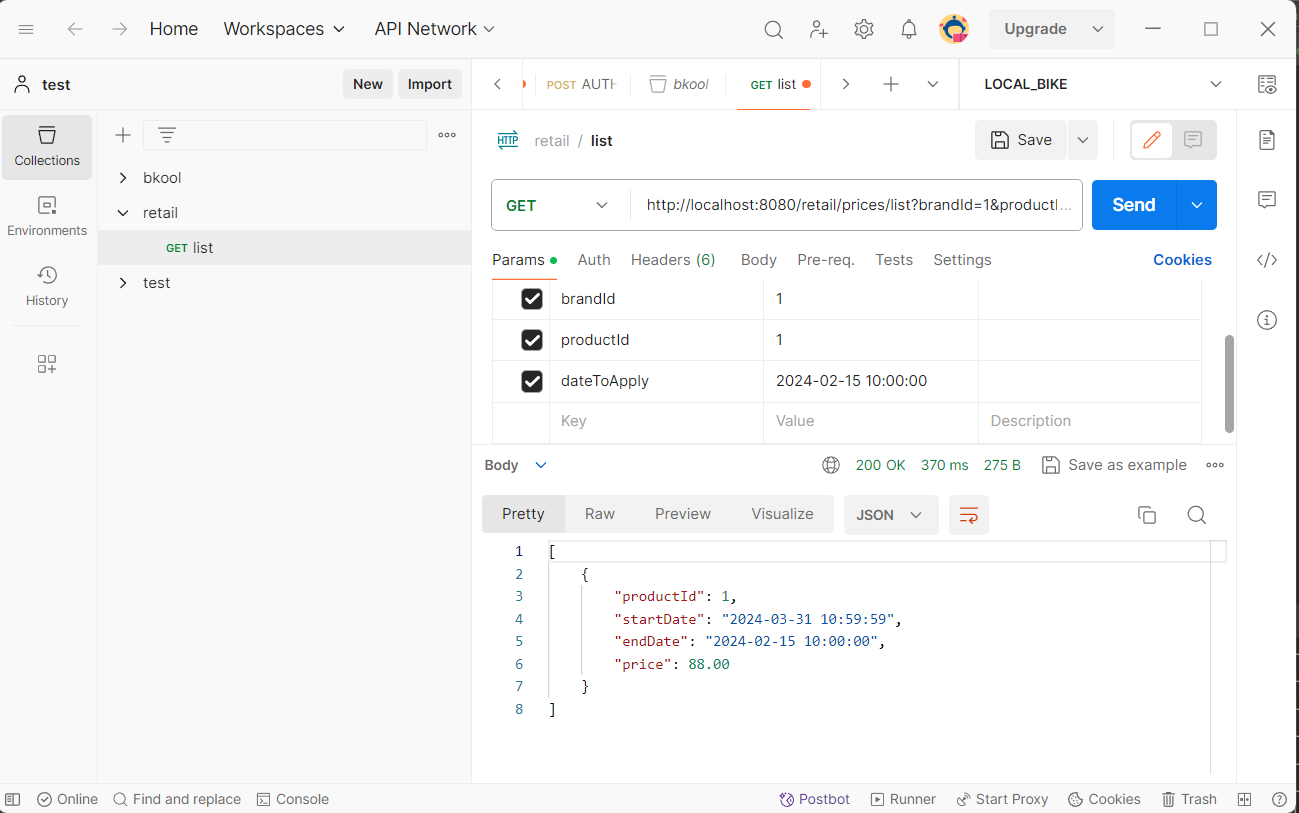 Home Workspaces API Network Upgrade
test New Import POST AUTH bkool GET list LOCAL_BIKE
Collections
Environments
History
bkool
retail
GET list
test
HTTP retail / list Save
GET http://localhost:8080/retail/prices/list?brandId=1&productI... Send
Params Auth Headers (6) Body Pre-req. Tests Settings Cookies
brandId 1
productId 1
dateToApply 2024-02-15 10:00:00
Key Value Description
Body 200 OK 370 ms 275 B Save as example
Pretty Raw Preview Visualize JSON
1 [
2 {
3 "productId": 1,
4 "startDate": "2024-03-31 10:59:59",
5 "endDate": "2024-02-15 10:00:00",
6 "price": 88.00
7 }
8 ]
Online Find and replace Console Postbot Runner Start Proxy Cookies Trash